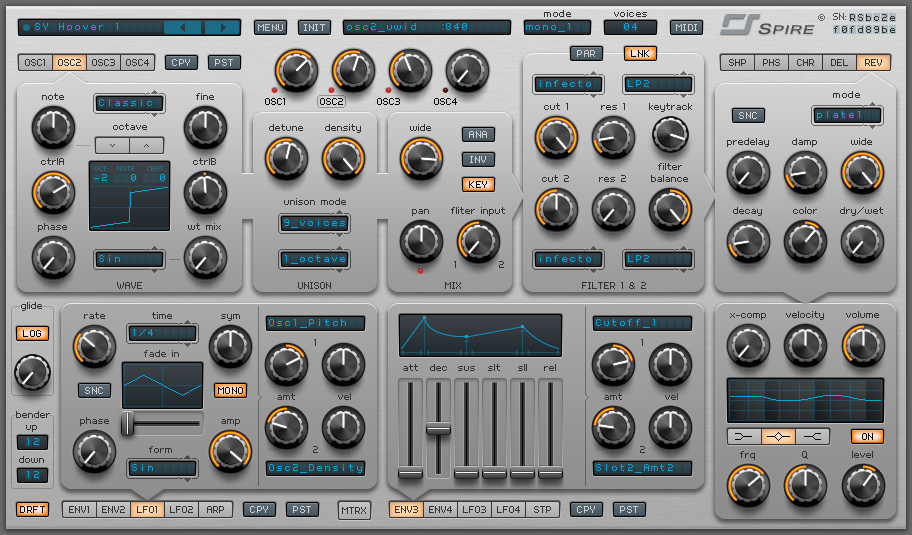 SY Hoover 1
MENU
INIT
osc2_uwid :840
mode
mono_1
voices
04
MIDI
SPIRE ©
SN: R5bc2e
f0fd89be
OSC1 OSC2 OSC3 OSC4
CPY
PST
OSC1
OSC2
OSC3
OSC4
PAR
LNK
SHP PHS CHR DEL REV
note
Classic
fine
octave
ctrlA
ctrlB
OCT NOTE CENT
-2 0 0
phase
wt mix
Sin
WAVE
detune
density
unison mode
9_voices
1_octave
UNISON
wide
ANA
INV
KEY
pan
fliter input
1 2
MIX
infecto
LP2
cut 1
res 1
keytrack
cut 2
res 2
filter
balance
infecto
LP2
FILTER 1 & 2
mode
SNC
plate1
predelay
damp
wide
decay
color
dry/wet
glide
LOG
bender
up
12
down
12
DRFT
rate
time
1/4
sym
fade in
SNC
MONO
phase
form
Sin
amp
Osc1_Pitch
1
amt
vel
2
Osc2_Density
ENV1 ENV2 LFO1 LFO2 ARP
CPY
PST
MTRX
att dec sus slt sll rel
Cutoff_1
1
amt
vel
2
Slot2_Amt2
ENV3 ENV4 LFO3 LFO4 STP
CPY
PST
x-comp
velocity
volume
ON
frq
Q
level